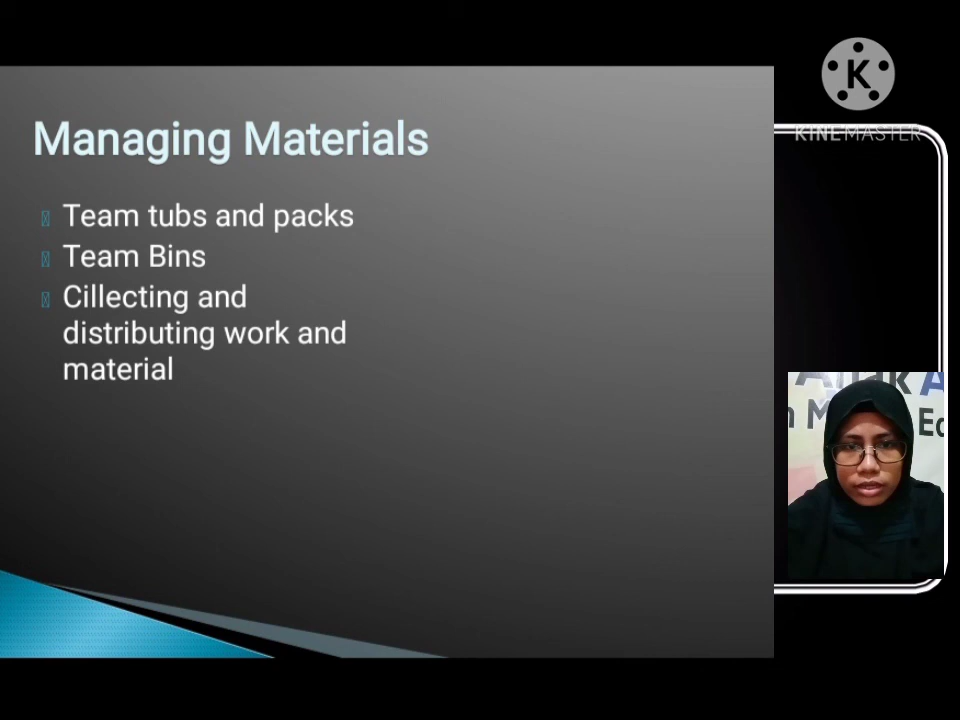 Managing Materials
Team tubs and packs
Team Bins
Cillecting and
distributing work and
material
K
KINEMASTER